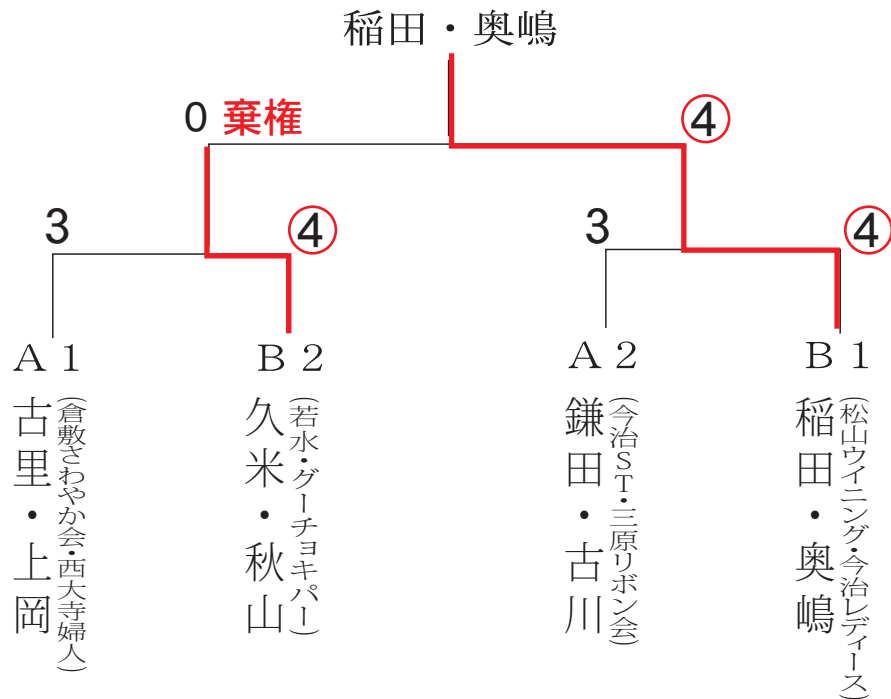 稲田・奥嶋
0 棄権
④
3
④
3
④
A1
B2
A2
B1
古里・上岡
(倉敷さわやか会・西大寺婦人)
久米・秋山
(若水・グーチョキパー)
鎌田・古川
(今治ST・三原リボン会)
稲田・奥嶋
(松山ウイニング・今治レディース)